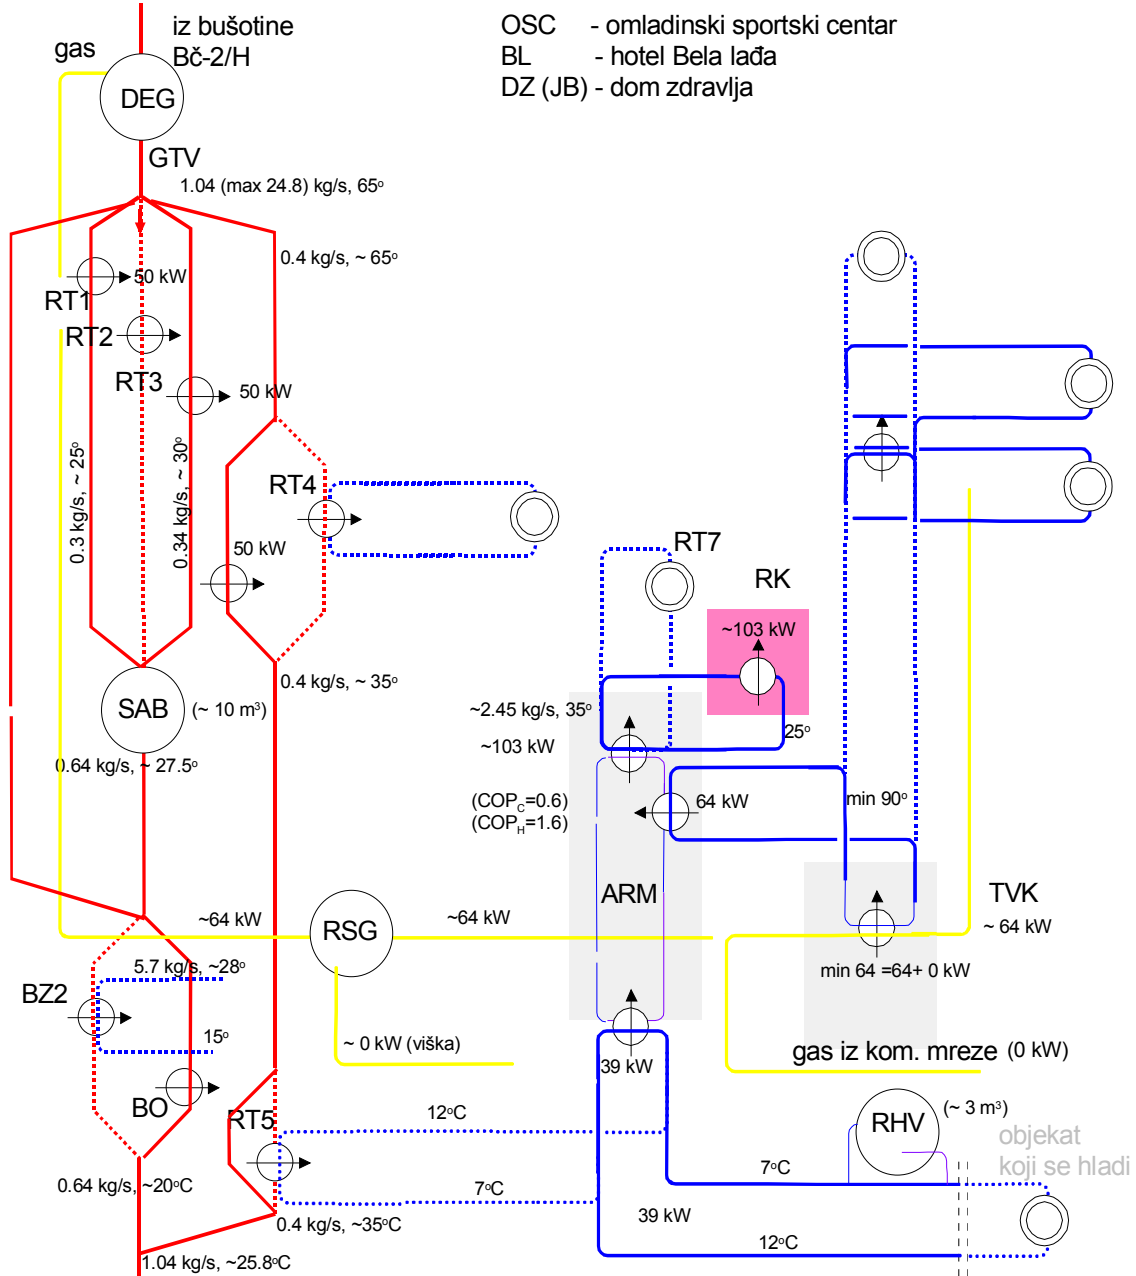 iz bušotine
Bč-2/H
OSC - omladinski sportski centar
BL - hotel Bela lađa
DZ (JB) - dom zdravlja
gas
DEG
GTV
1.04 (max 24.8) kg/s, 65°
0.4 kg/s, ~ 65°
50 kW
RT1
RT2
RT3
50 kW
0.3 kg/s, ~ 25°
0.34 kg/s, ~ 30°
RT4
50 kW
RT7
RK
~103 kW
SAB
(~ 10 m³)
0.4 kg/s, ~ 35°
~2.45 kg/s, 35°
25°
~103 kW
0.64 kg/s, ~ 27.5°
(COPC=0.6)
(COPH=1.6)
64 kW
min 90°
ARM
TVK
~64 kW
RSG
~64 kW
~ 64 kW
5.7 kg/s, ~28°
min 64 =64+ 0 kW
BZ2
15°
~ 0 kW (viška)
gas iz kom. mreze (0 kW)
39 kW
BO
RT5
12°C
RHV
(~ 3 m³)
objekat
koji se hladi
7°C
7°C
0.64 kg/s, ~20°C
0.4 kg/s, ~35°C
39 kW
12°C
1.04 kg/s, ~25.8°C